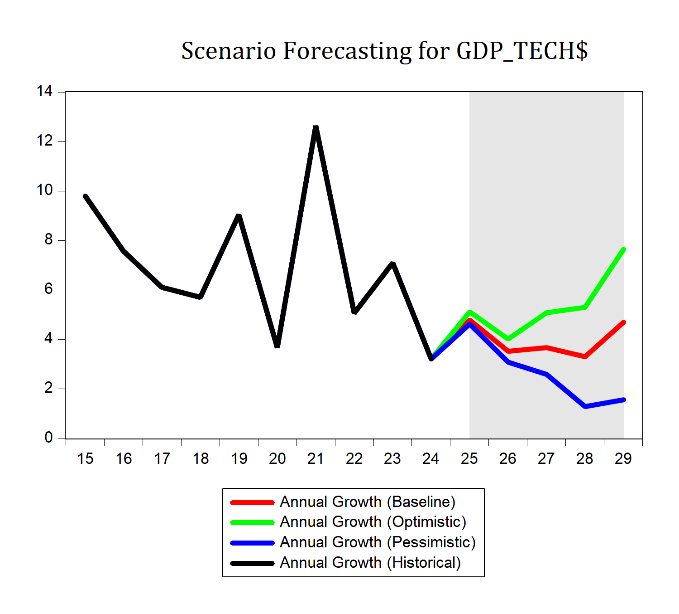 Scenario Forecasting for GDP_TECH$
14
12
10
8
6
4
2
0
15 16 17 18 19 20 21 22 23 24 25 26 27 28 29
Annual Growth (Baseline)
Annual Growth (Optimistic)
Annual Growth (Pessimistic)
Annual Growth (Historical)